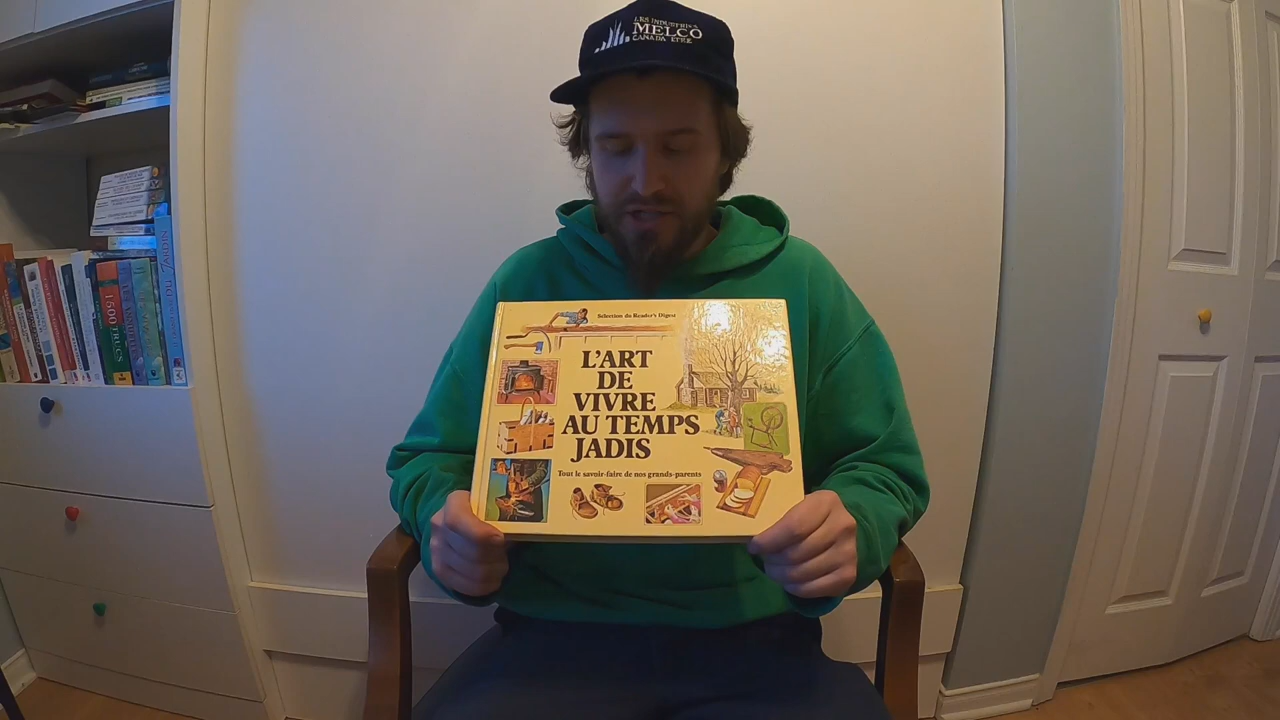 LES INDUSTRIES
MELCO
CANADA LTÉE
Sélection du Reader's Digest
L'ART
DE
VIVRE
AU TEMPS
JADIS
Tout le savoir-faire de nos grands-parents
1500
TRUCS